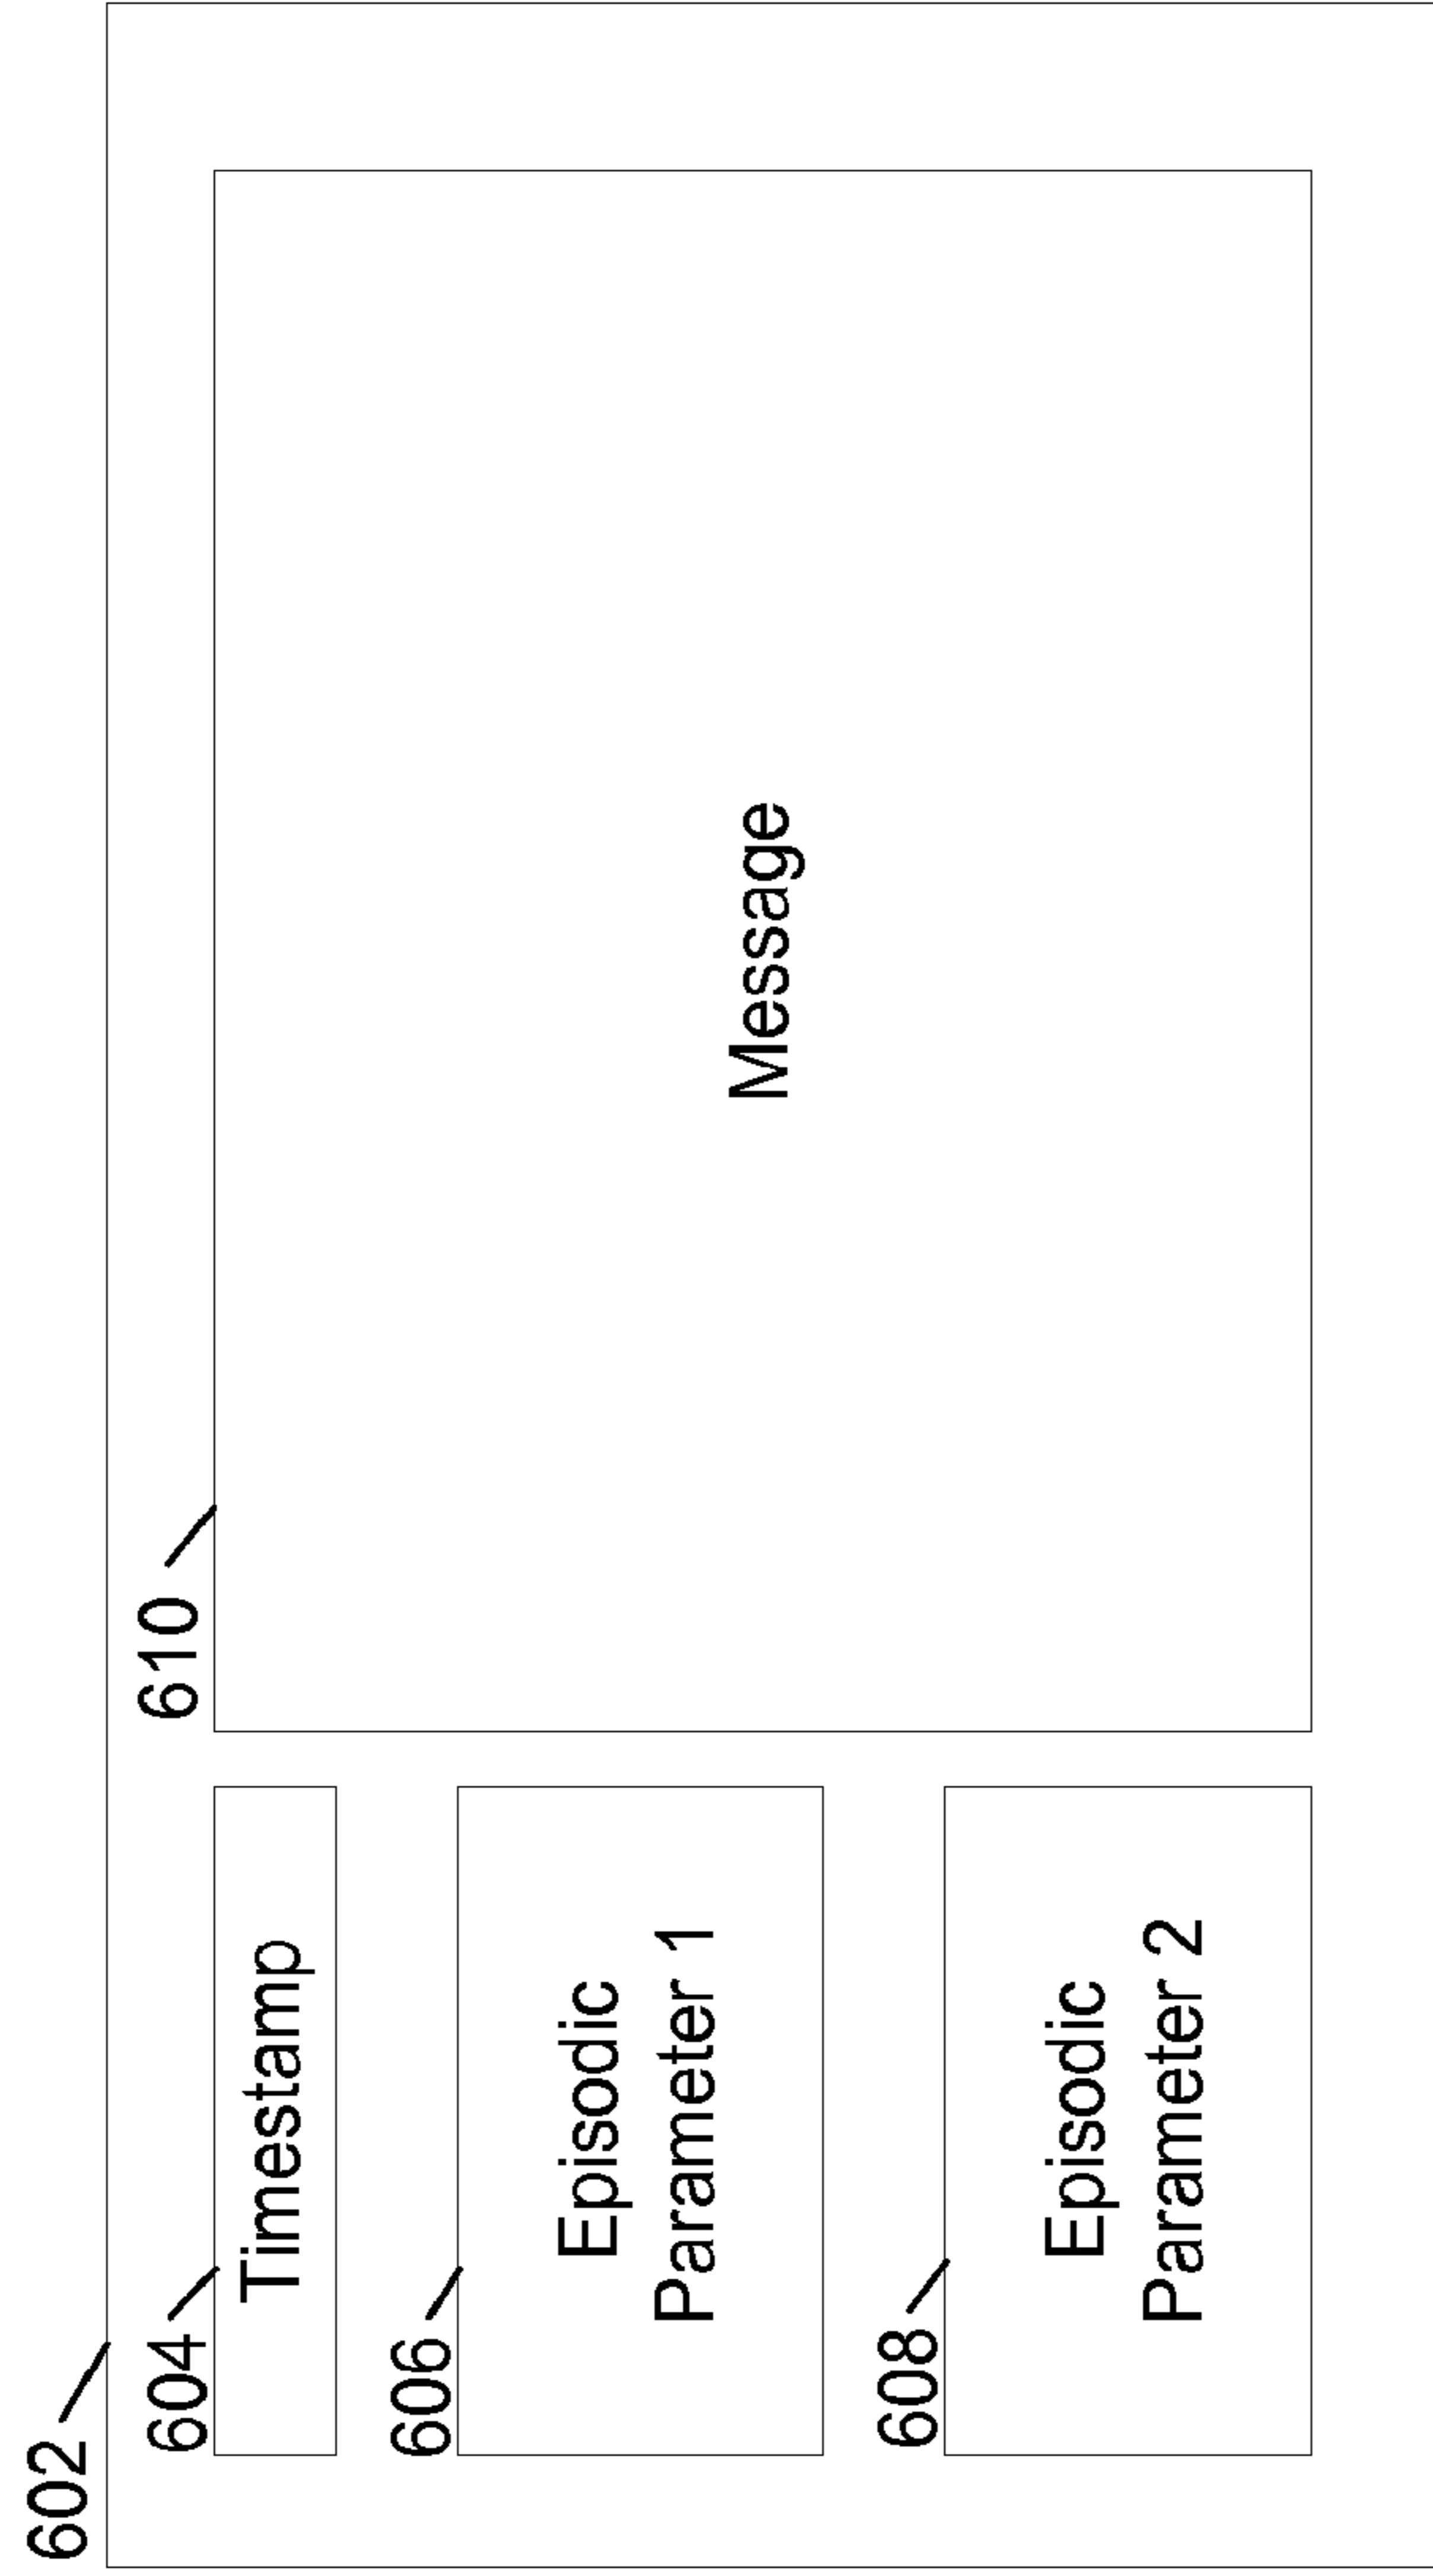 602
604
Timestamp
606
Episodic
Parameter 1
608
Episodic
Parameter 2
610
Message